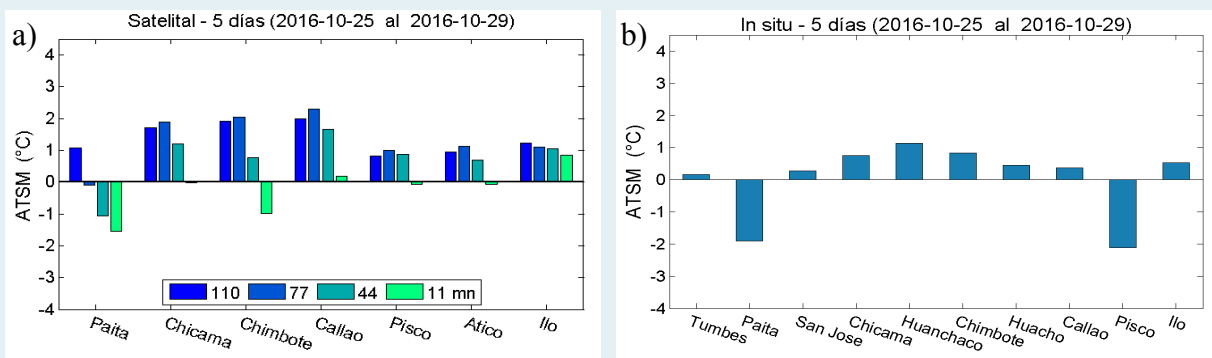 a)
Satelital - 5 días (2016-10-25 al 2016-10-29)
ATSM (°C)
4
3
2
1
0
-1
-2
-3
-4
110 77 44 11 mn
Paita Chicama Chimbote Callao Pisco Atico Ilo
b)
In situ - 5 días (2016-10-25 al 2016-10-29)
ATSM (°C)
4
3
2
1
0
-1
-2
-3
-4
Tumbes Paita San Jose Chicama Huanchaco Chimbote Huacho Callao Pisco Ilo